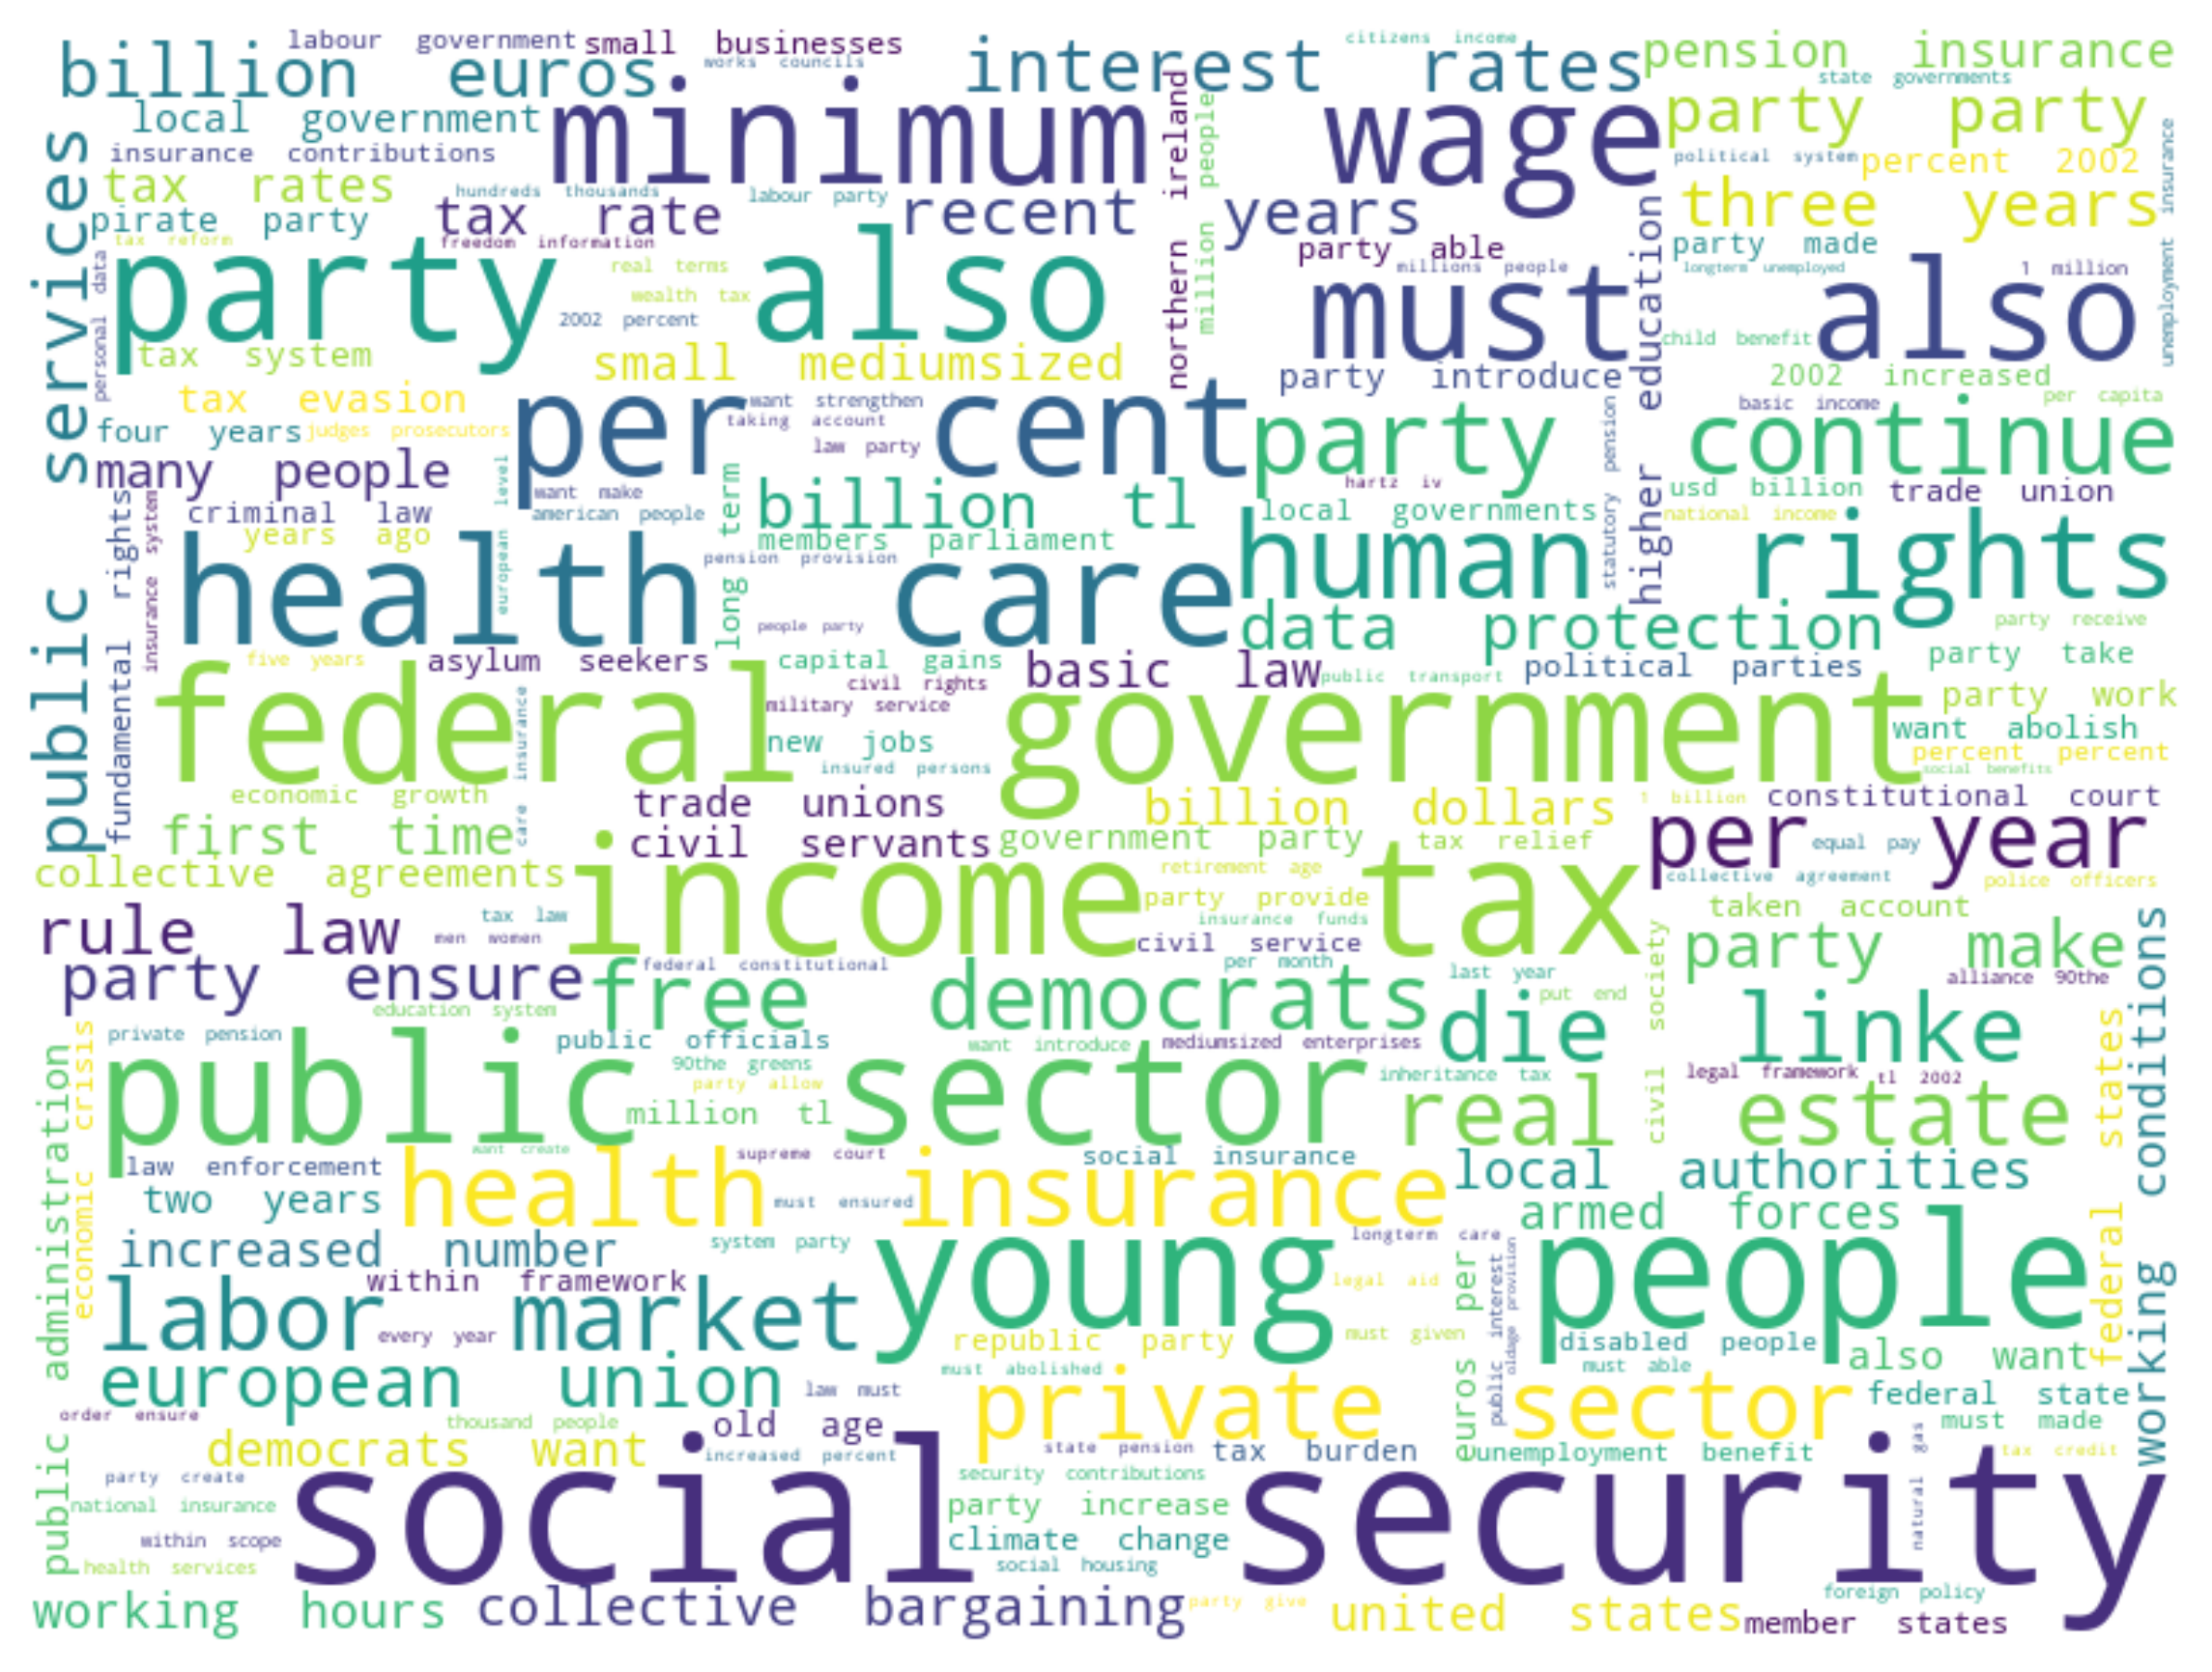 labour government
small businesses
citizens income
billion euros
works councils
interest rates
pension insurance
state governments
minimum wage
local government
party party
insurance contributions
political system
percent 2002
tax rates
hundreds thousands
labour party
three years
pirate party
tax rate
recent years
northern ireland
million people
higher education
unemployment insurance
public services
tax reform
freedom information
party able
party made
personal data
party also
real terms
millions people
longterm unemployed
1 million
must also
wealth tax
2002 percent
child benefit
tax system
small mediumsized
party introduce
2002 increased
tax evasion
per cent
want strengthen
basic income
per capita
taking account
party continue
four years
judges prosecutors
law party
many people
european level
long term
statutory pension
hartz iv
want make
billion tl
usd billion
trade union
fundamental rights
insurance system
criminal law
american people
local governments
national income
years ago
members parliament
human rights
health care
pension provision
data protection
people party
party receive
five years
asylum seekers
capital gains
basic law
public transport
political parties
party take
civil rights
federal government
party work
military service
care insurance
new jobs
want abolish
percent percent
insured persons
social benefits
economic growth
trade unions
billion dollars
1 billion
constitutional court
first time
civil servants
government party
tax relief
per year
equal pay
collective agreements
income tax
retirement age
collective agreement
police officers
party provide
taken account
rule law
tax law
insurance funds
men women
civil service
civil society
party make
working conditions
party ensure
federal constitutional
per month
last year
alliance 90the
free democrats
put end
education system
die linke
federal states
economic crisis
private pension
public officials
want introduce
mediumsized enterprises
public administration
public sector
90the greens
party allow
inheritance tax
legal framework
tl 2002
million tl
real estate
want create
supreme court
social insurance
law enforcement
health insurance
local authorities
two years
must ensured
armed forces
increased number
system party
young people
longterm care
euros per
public interest
oldage provision
within framework
legal aid
labor market
every year
republic party
must given
disabled people
also want
must abolished
must able
european union
law must
private sector
federal state
order ensure
thousand people
old age
must made
democrats want
increased percent
state pension
tax burden
unemployment benefit
natural gas
tax credit
party create
social security
security contributions
national insurance
party increase
within scope
climate change
health services
social housing
foreign policy
working hours
collective bargaining
party give
united states
member states